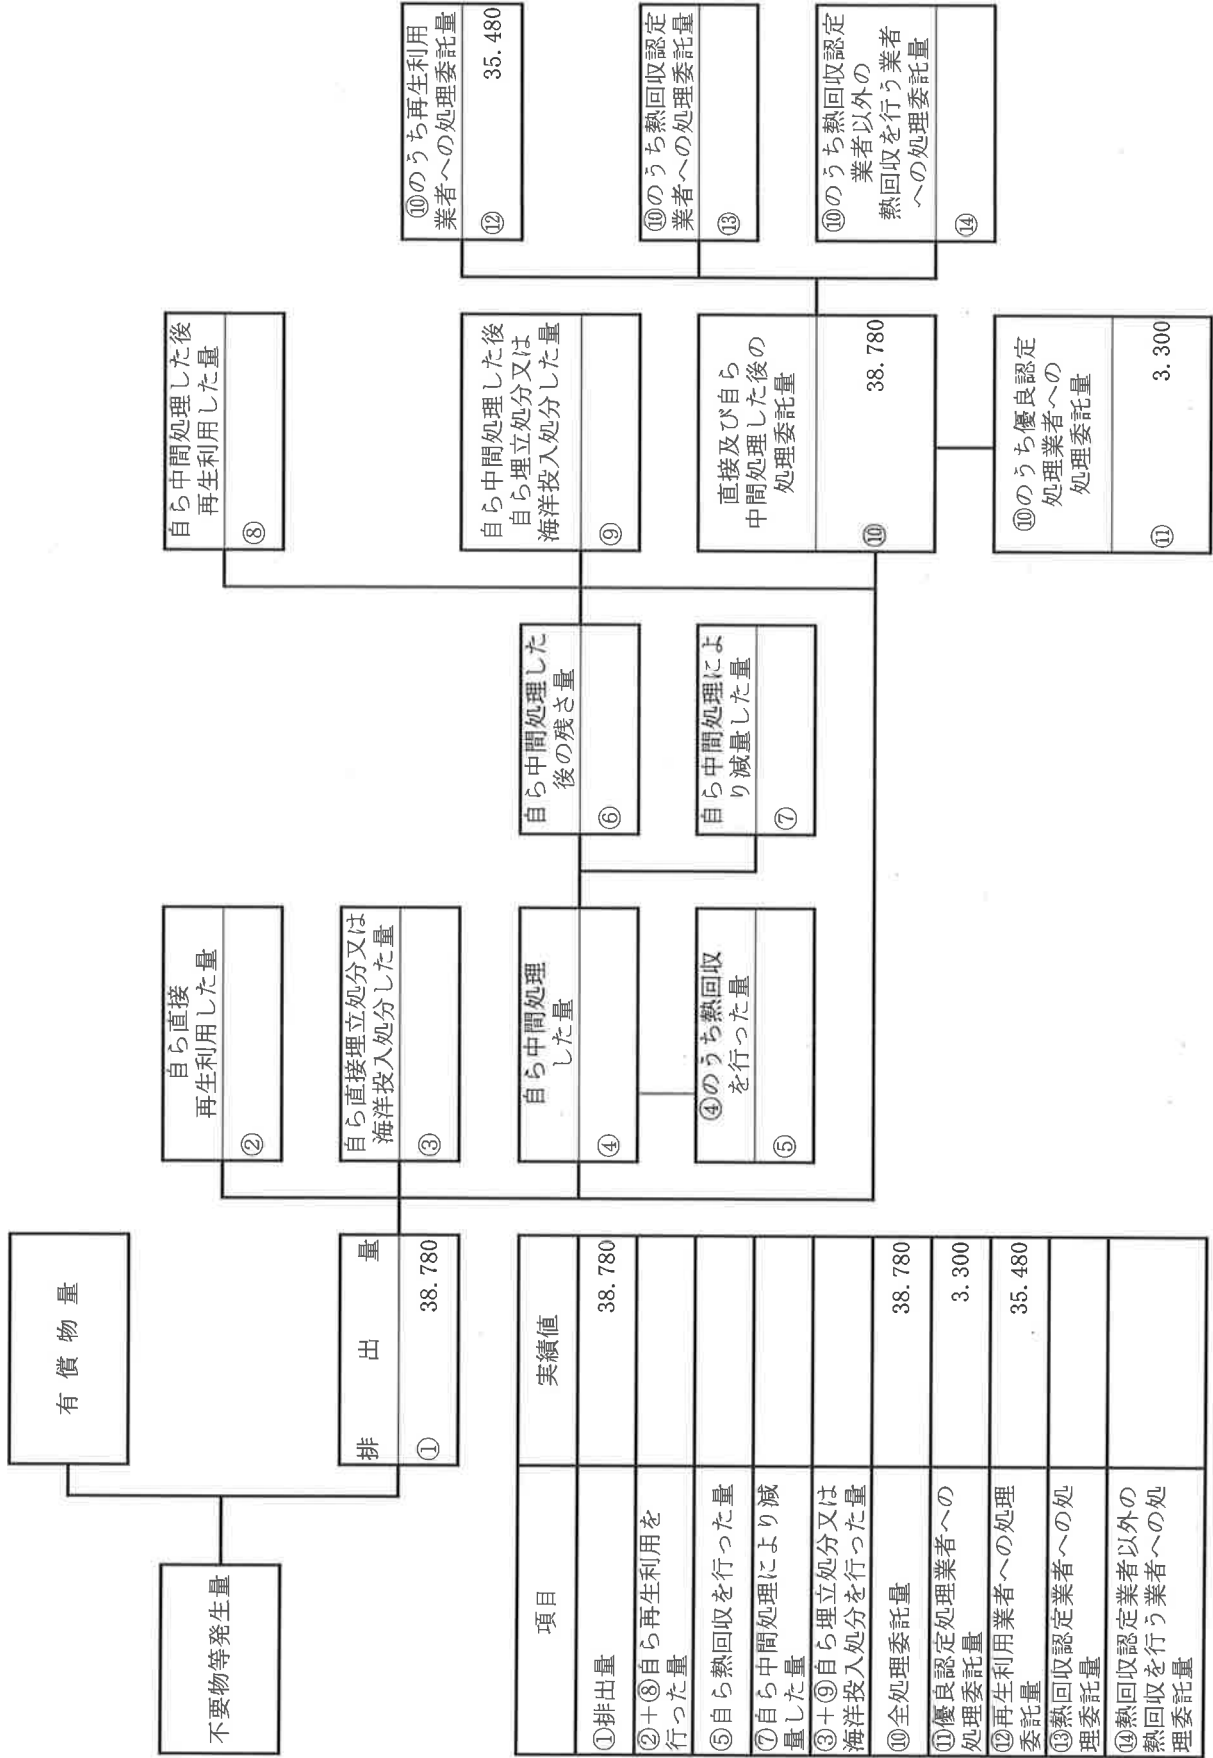 有償物量
不要物等発生量
排出量
① 38.780
自ら直接
再生利用した量
②
自ら直接埋立処分又は
海洋投入処分した量
③
自ら中間処理
した量
④
④のうち熱回収
を行った量
⑤
自ら中間処理した
後の残さ量
⑥
自ら中間処理によ
り減量した量
⑦
自ら中間処理した後
再生利用した量
⑧
自ら中間処理した後
自ら埋立処分又は
海洋投入処分した量
⑨
直接及び自ら
中間処理した後の
処理委託量
⑩ 38.780
⑩のうち優良認定
処理業者への
処理委託量
⑪ 3.300
⑩のうち再生利用
業者への処理委託量
⑫ 35.480
⑩のうち熱回収認定
業者への処理委託量
⑬
⑩のうち熱回収認定
業者以外の
熱回収を行う業者
への処理委託量
⑭
項目 実績値
①排出量 38.780
②+⑧自ら再生利用を
行った量
⑤自ら熱回収を行った量
⑦自ら中間処理により減
量した量
③+⑨自ら埋立処分又は
海洋投入処分を行った量
⑩全処理委託量 38.780
⑪優良認定処理業者への
処理委託量 3.300
⑫再生利用業者への処理
委託量 35.480
⑬熱回収認定業者への処
理委託量
⑭熱回収認定業者以外の
熱回収を行う業者への処
理委託量